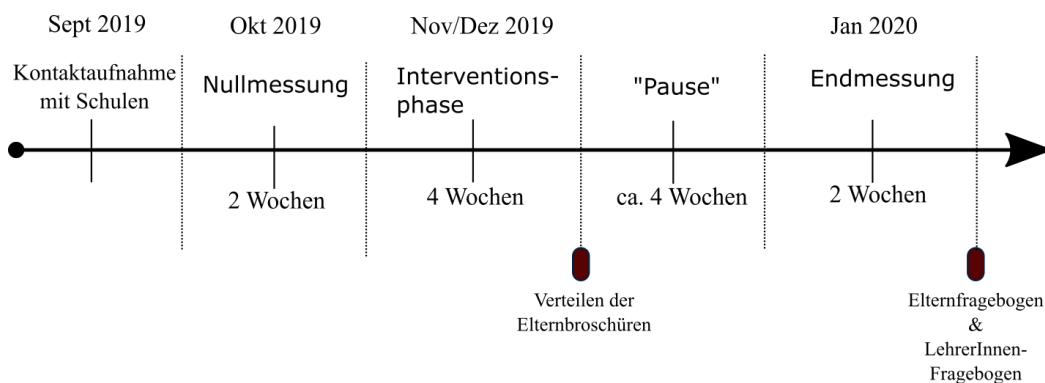 Sept 2019
Okt 2019
Nov/Dez 2019
Jan 2020
Kontaktaufnahme
mit Schulen
Nullmessung
Interventions-
phase
"Pause"
Endmessung
2 Wochen
4 Wochen
ca. 4 Wochen
2 Wochen
Verteilen der
Elternbroschüren
Elternfragebogen
&
LehrerInnen-
Fragebogen